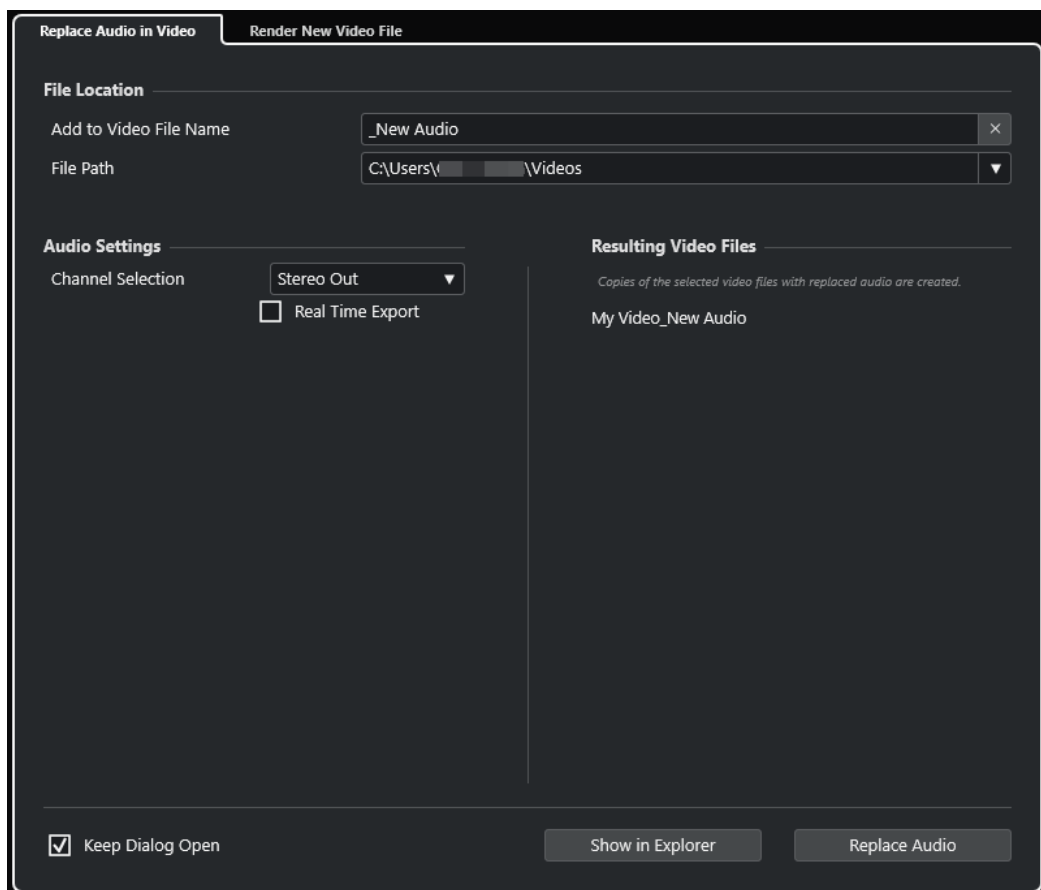 Replace Audio in Video
Render New Video File
File Location
Add to Video File Name
_New Audio
File Path
C:\Users\ \Videos
Audio Settings
Channel Selection
Stereo Out
Real Time Export
Resulting Video Files
Copies of the selected video files with replaced audio are created.
My Video_New Audio
Keep Dialog Open
Show in Explorer
Replace Audio